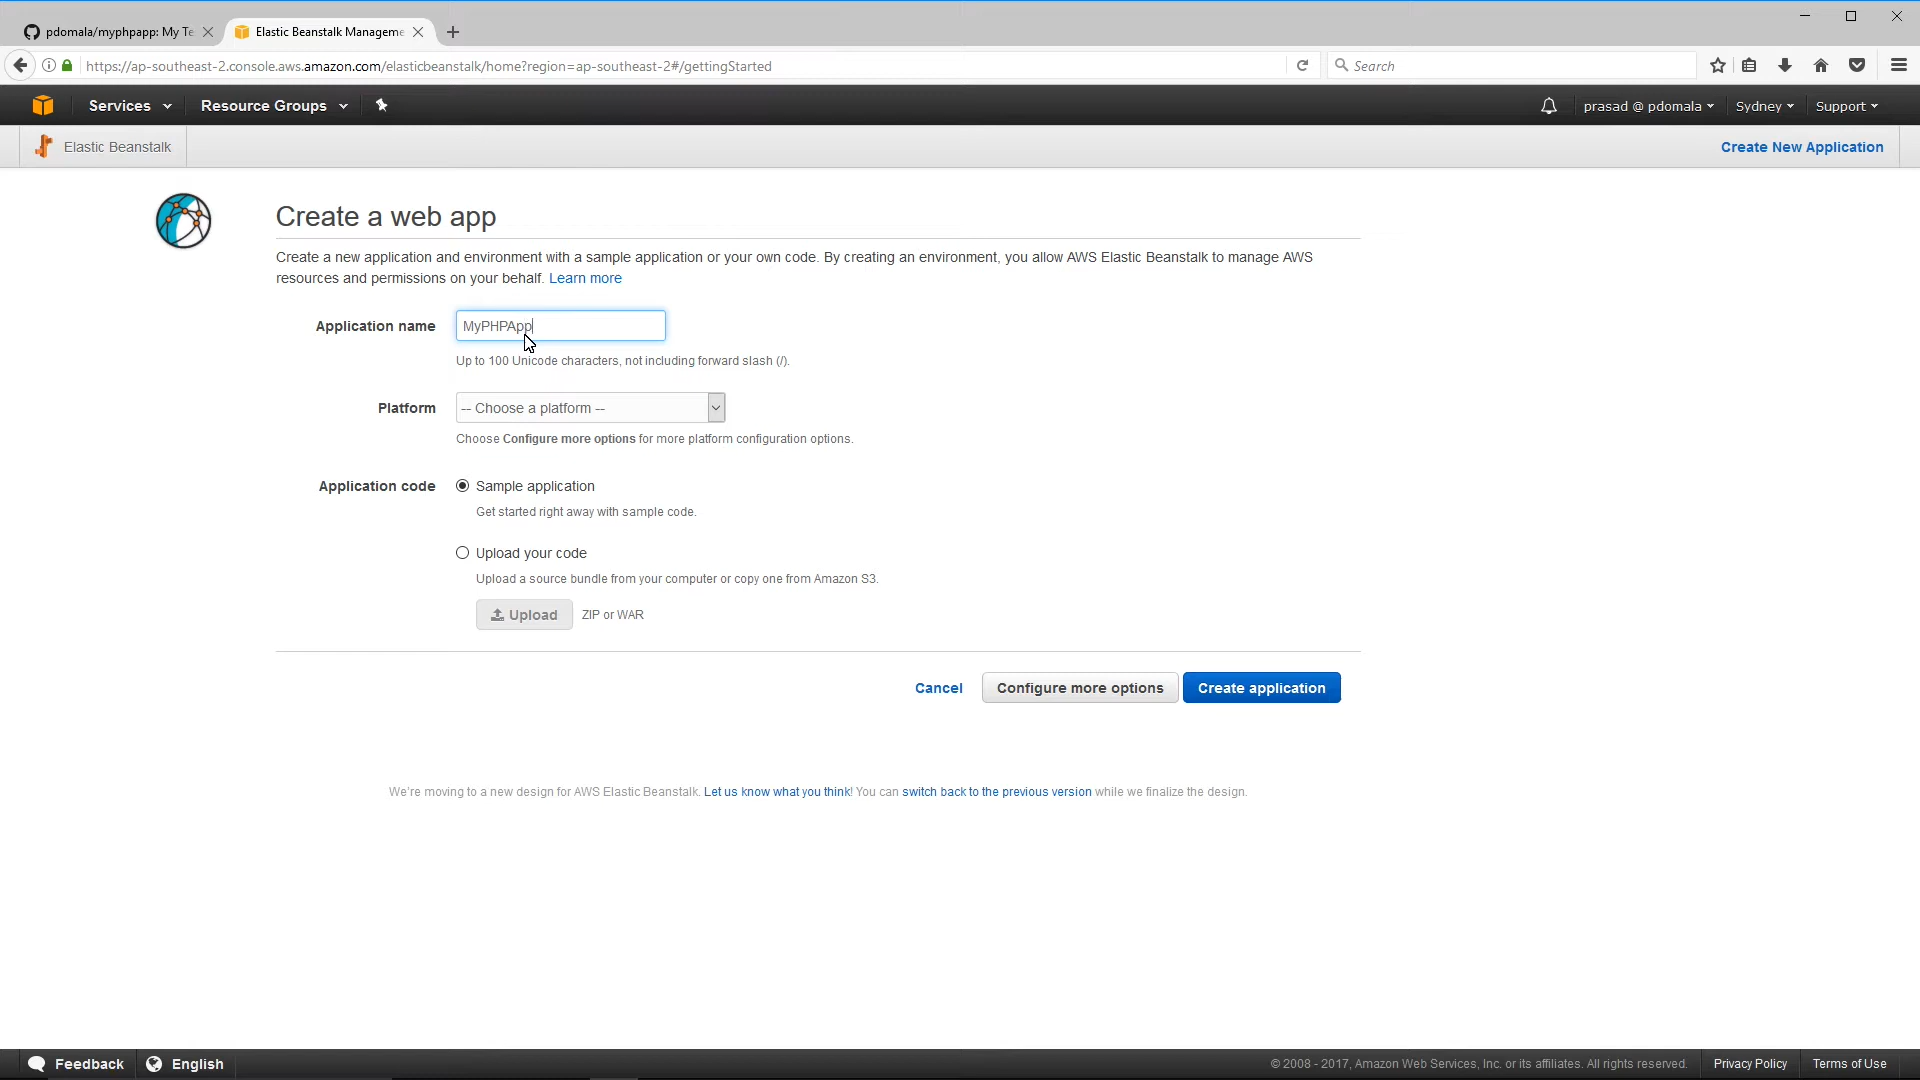 pdomala/myphpapp: My Te
Elastic Beanstalk Manageme
https://ap-southeast-2.console.aws.amazon.com/elasticbeanstalk/home?region=ap-southeast-2#/gettingStarted
Search
Services
Resource Groups
prasad @ pdomala
Sydney
Support
Elastic Beanstalk
Create New Application
Create a web app
Create a new application and environment with a sample application or your own code. By creating an environment, you allow AWS Elastic Beanstalk to manage AWS
resources and permissions on your behalf. Learn more
Application name
MyPHPApp
Up to 100 Unicode characters, not including forward slash (/).
Platform
-- Choose a platform --
Choose Configure more options for more platform configuration options.
Application code
Sample application
Get started right away with sample code.
Upload your code
Upload a source bundle from your computer or copy one from Amazon S3.
Upload
ZIP or WAR
Cancel
Configure more options
Create application
We're moving to a new design for AWS Elastic Beanstalk. Let us know what you think! You can switch back to the previous version while we finalize the design.
Feedback
English
© 2008 - 2017, Amazon Web Services, Inc. or its affiliates. All rights reserved.
Privacy Policy
Terms of Use